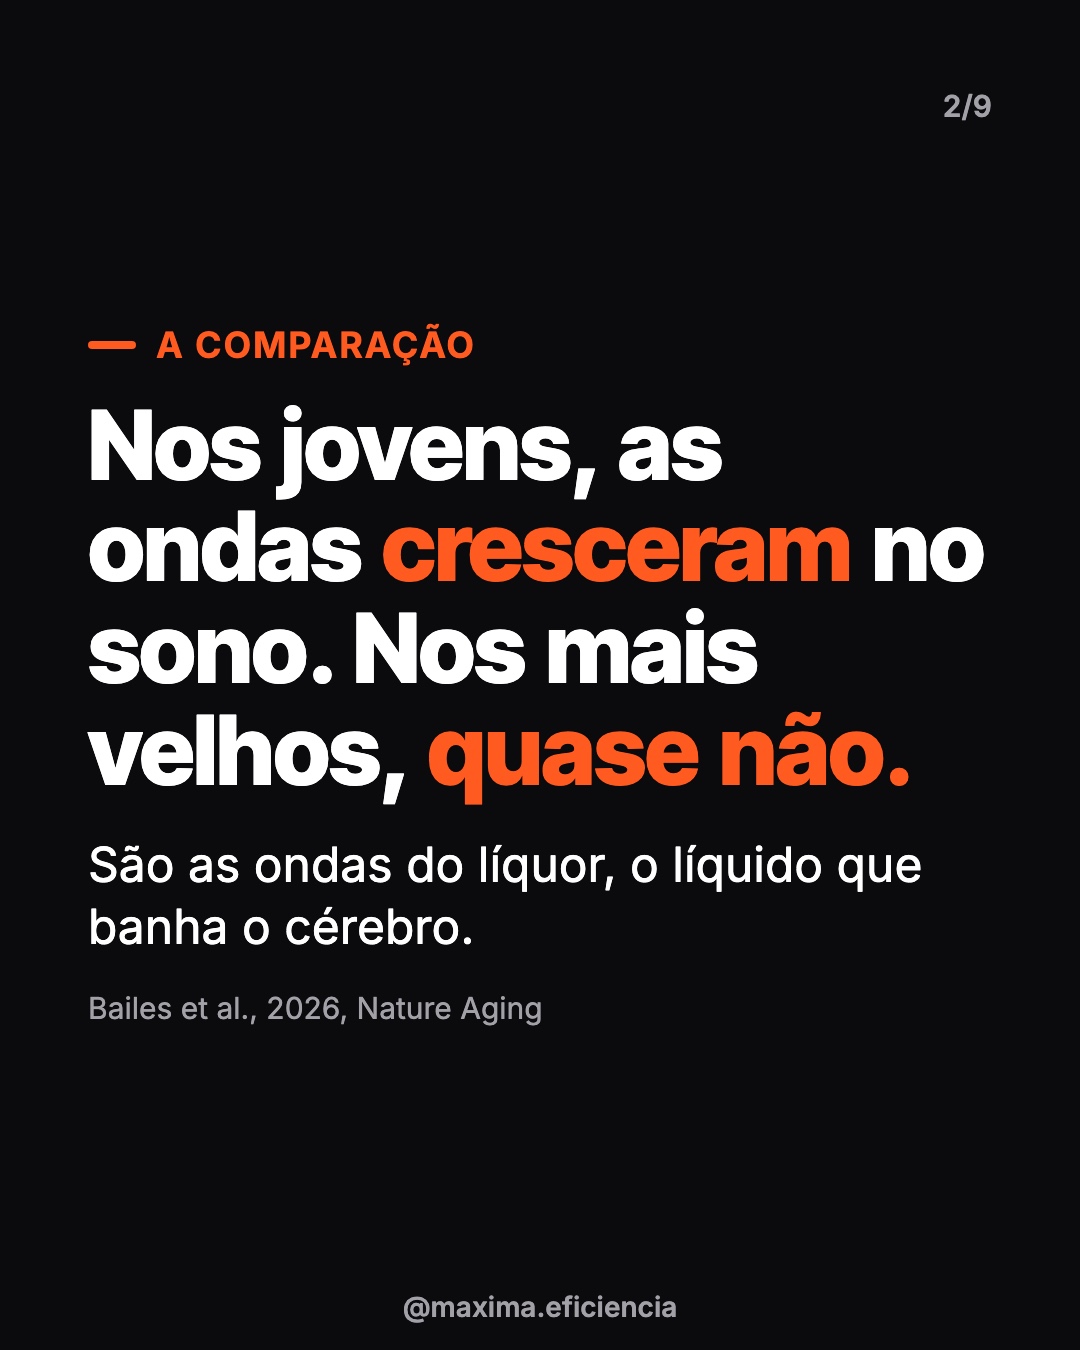 2/9
A COMPARAÇÃO
Nos jovens, as
ondas cresceram no
sono. Nos mais
velhos, quase não.
São as ondas do líquor, o líquido que
banha o cérebro.
Bailes et al., 2026, Nature Aging
@maxima.eficiencia